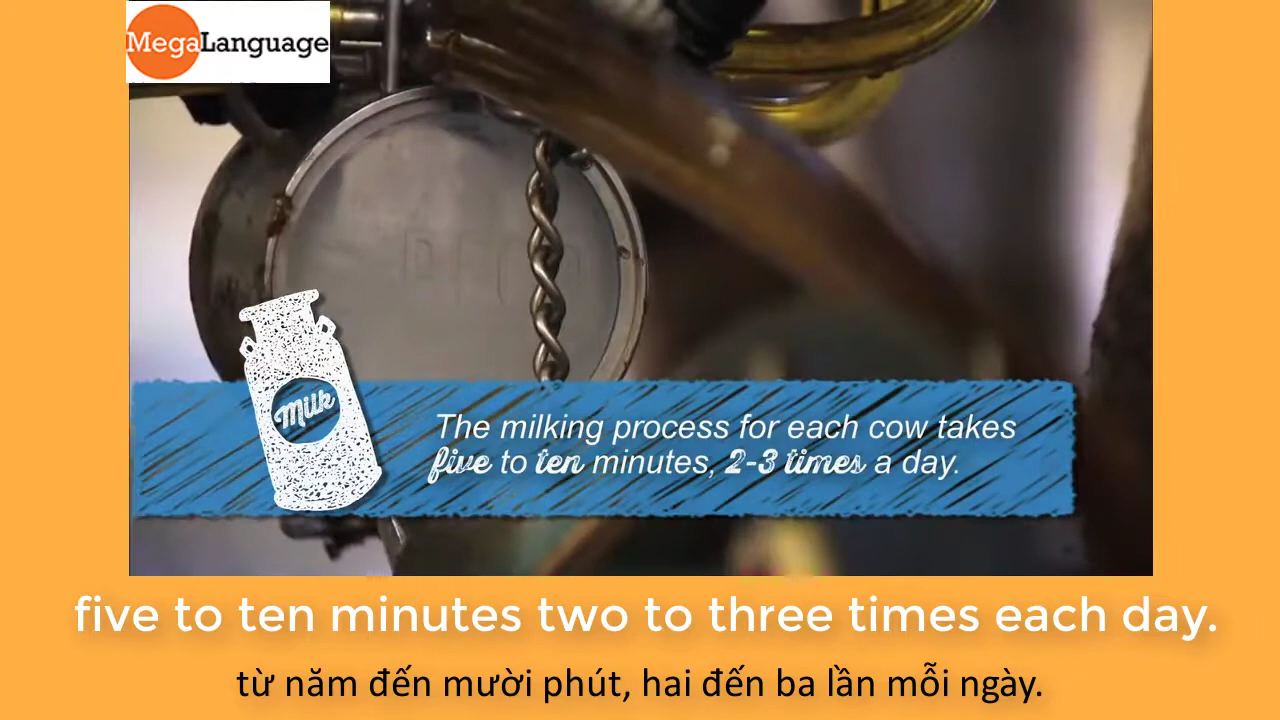 MegaLanguage
Milk
The milking process for each cow takes
five to ten minutes, 2-3 times a day.
five to ten minutes two to three times each day.
từ năm đến mười phút, hai đến ba lần mỗi ngày.